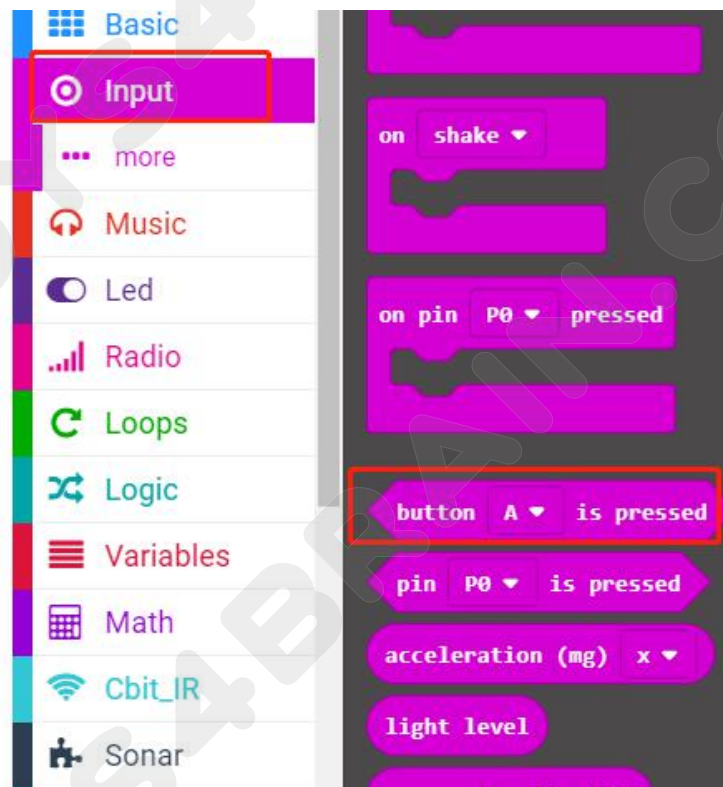 Basic
Input
more
Music
Led
Radio
Loops
Logic
Variables
Math
Cbit_IR
Sonar
on shake
on pin P0 pressed
button A is pressed
pin P0 is pressed
acceleration (mg) x
light level